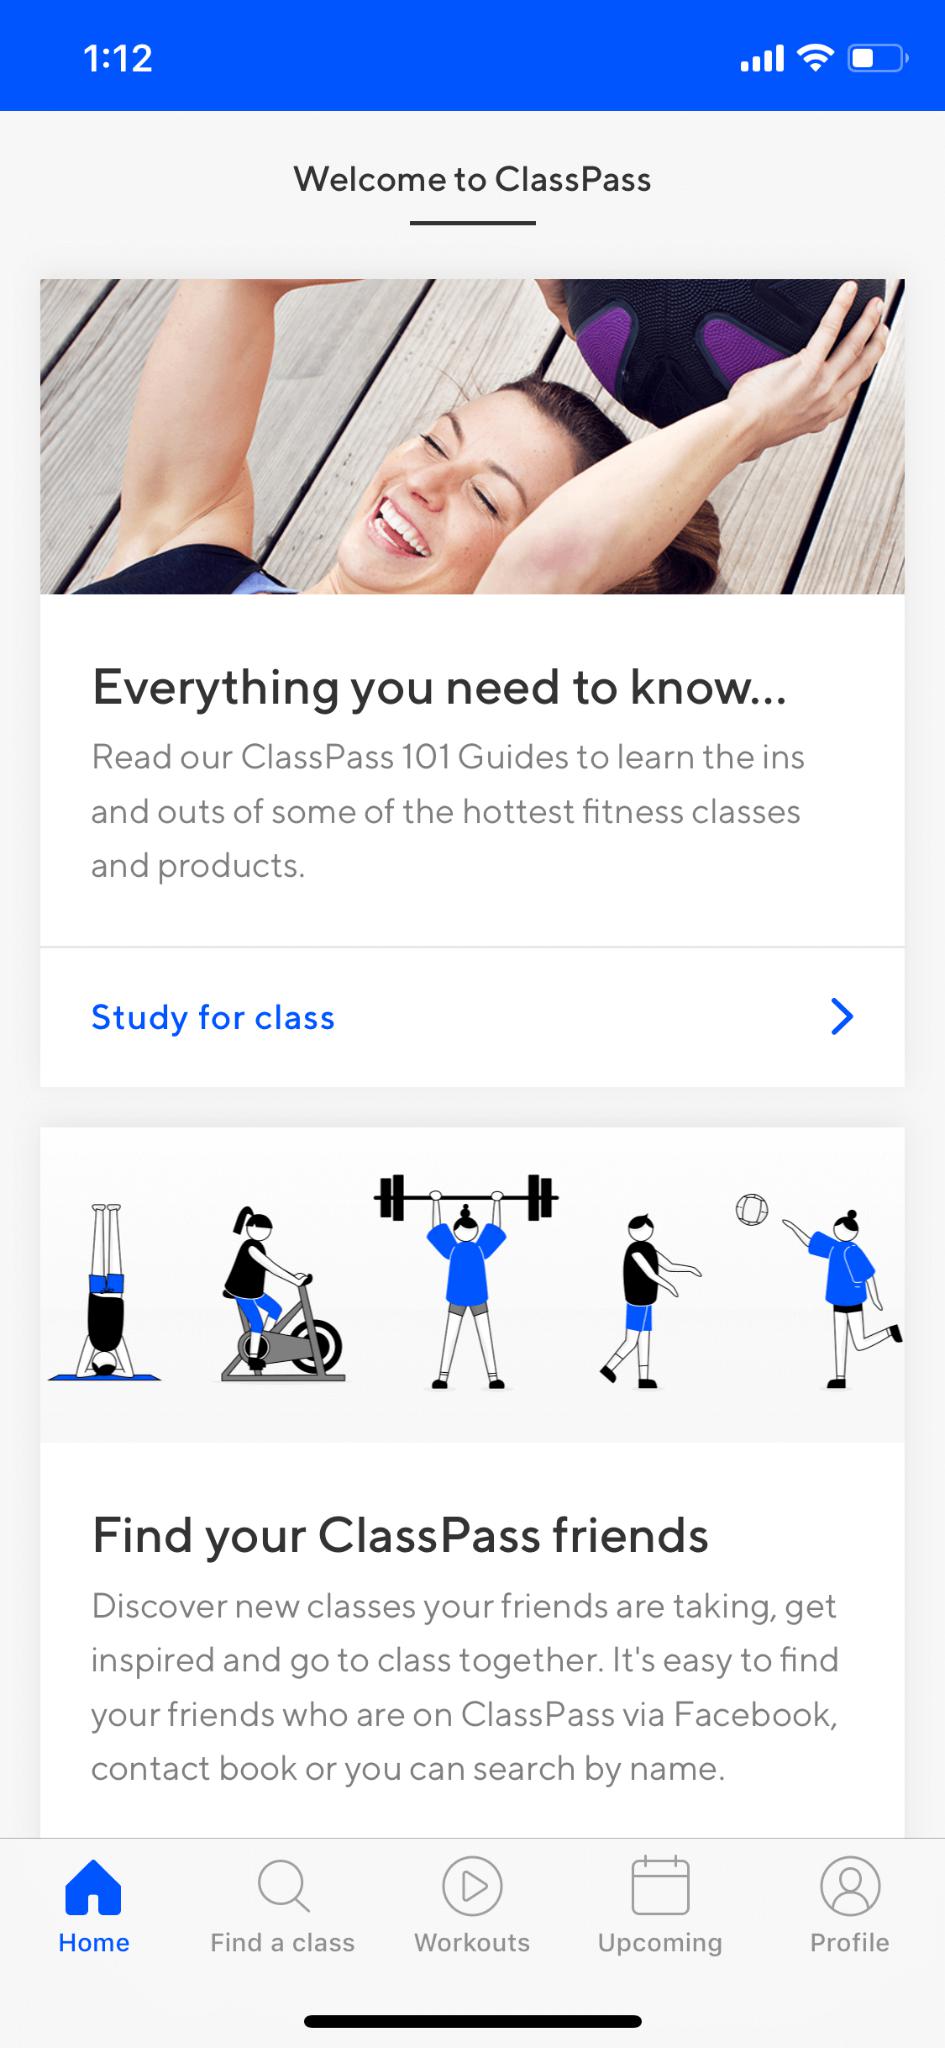 1:12
Welcome to ClassPass
Everything you need to know...
Read our ClassPass 101 Guides to learn the ins
and outs of some of the hottest fitness classes
and products.
Study for class
Find your ClassPass friends
Discover new classes your friends are taking, get
inspired and go to class together. It's easy to find
your friends who are on ClassPass via Facebook,
contact book or you can search by name.
Home
Find a class
Workouts
Upcoming
Profile